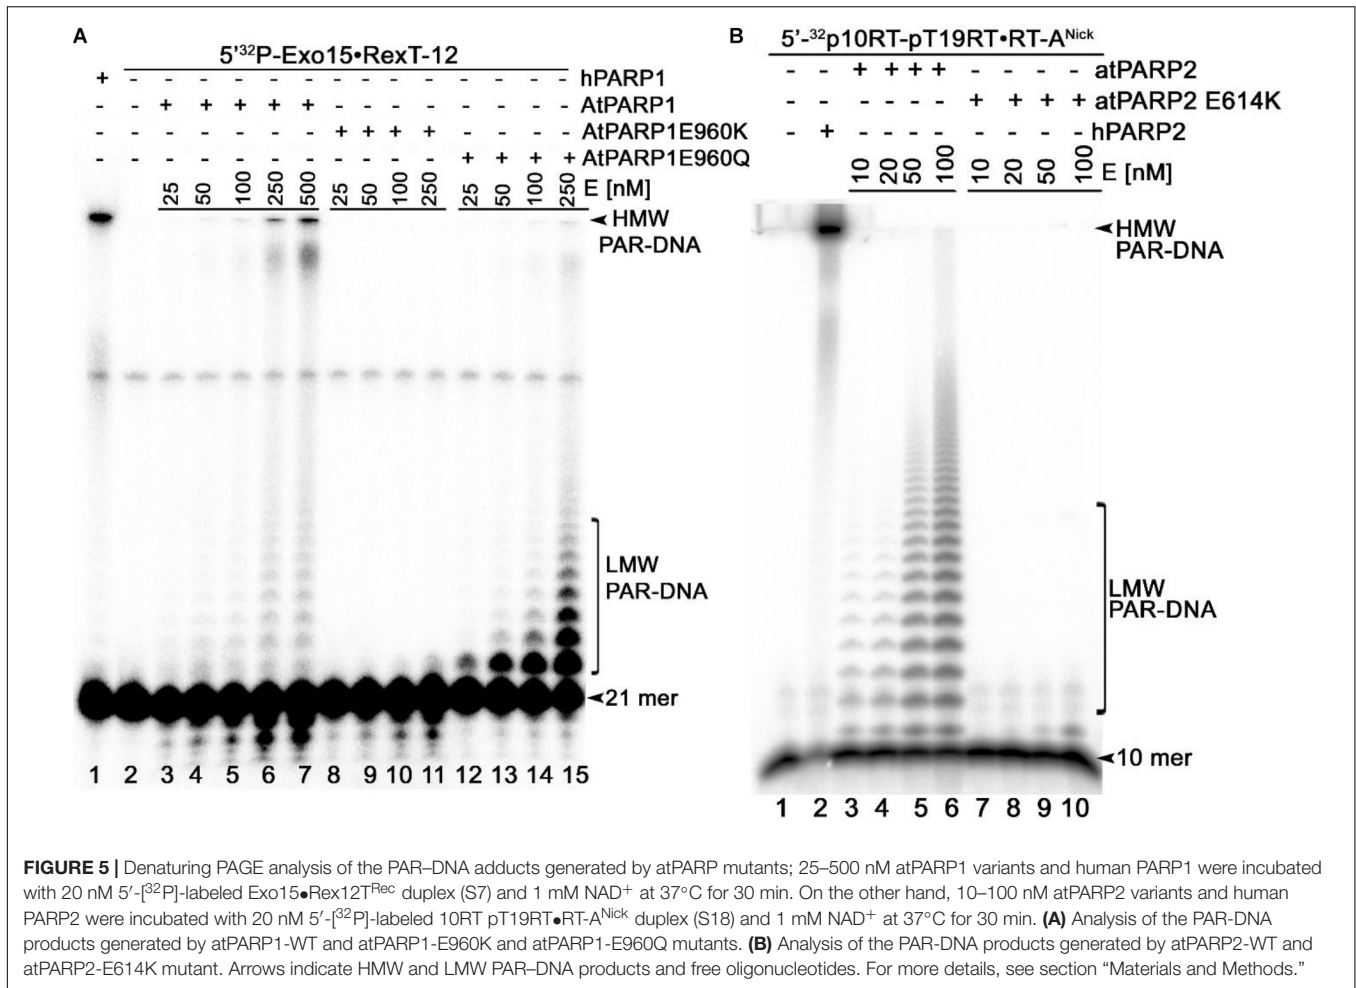 A
5'³²P-Exo15•RexT-12
+ - - - - - - - - - - - - - - hPARP1
- - + + + + + - - - - - - - - AtPARP1
- - - - - - - + + + + - - - - AtPARP1E960K
- - - - - - - - - - - + + + + AtPARP1E960Q
25 50 100 250 500 25 50 100 250 25 50 100 250 E [nM]
HMW
PAR-DNA
LMW
PAR-DNA
21 mer
1 2 3 4 5 6 7 8 9 10 11 12 13 14 15
B
5'-³²p10RT-pT19RT•RT-A^Nick
- - + + + + - - - - atPARP2
- - - - - - + + + + atPARP2 E614K
- + - - - - - - - - hPARP2
10 20 50 100 10 20 50 100 E [nM]
HMW
PAR-DNA
LMW
PAR-DNA
10 mer
1 2 3 4 5 6 7 8 9 10
FIGURE 5 | Denaturing PAGE analysis of the PAR–DNA adducts generated by atPARP mutants; 25–500 nM atPARP1 variants and human PARP1 were incubated
with 20 nM 5′-[³²P]-labeled Exo15●Rex12T^Rec duplex (S7) and 1 mM NAD⁺ at 37°C for 30 min. On the other hand, 10–100 nM atPARP2 variants and human
PARP2 were incubated with 20 nM 5′-[³²P]-labeled 10RT pT19RT●RT-A^Nick duplex (S18) and 1 mM NAD⁺ at 37°C for 30 min. (A) Analysis of the PAR-DNA
products generated by atPARP1-WT and atPARP1-E960K and atPARP1-E960Q mutants. (B) Analysis of the PAR-DNA products generated by atPARP2-WT and
atPARP2-E614K mutant. Arrows indicate HMW and LMW PAR–DNA products and free oligonucleotides. For more details, see section “Materials and Methods.”